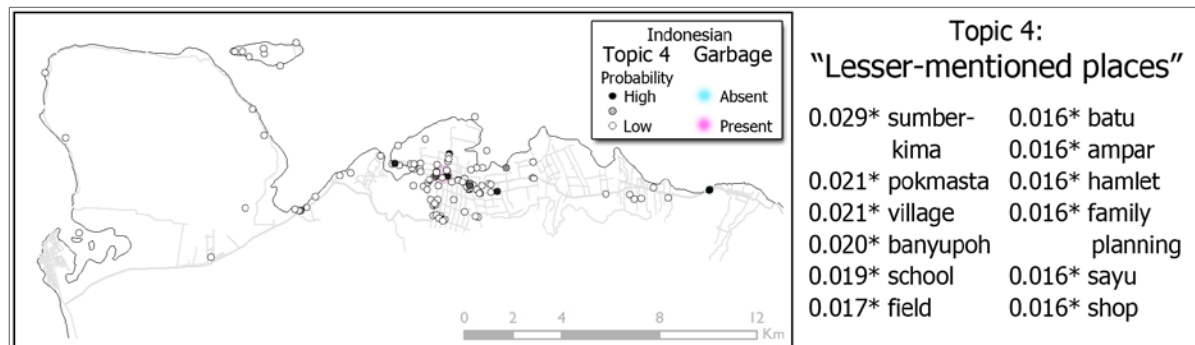 Indonesian
Topic 4 Garbage
Probability
High Absent
Low Present
0 2 4 8 12
Km
Topic 4:
"Lesser-mentioned places"
0.029* sumber-
kima
0.021* pokmasta
0.021* village
0.020* banyupoh
0.019* school
0.017* field
0.016* batu
0.016* ampar
0.016* hamlet
0.016* family
planning
0.016* sayu
0.016* shop